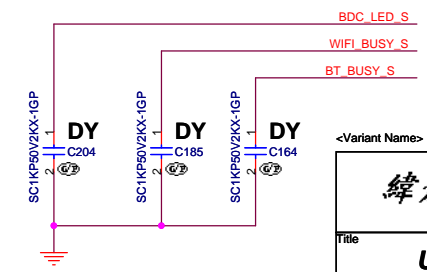 BDC_LED_S
WIFI_BUSY_S
BT_BUSY_S
SC1KP50V2KX-1GP
1
2
DY
C204
G/P
SC1KP50V2KX-1GP
1
2
DY
C185
G/P
SC1KP50V2KX-1GP
1
2
DY
C164
G/P
<Variant Name>
緯
Title